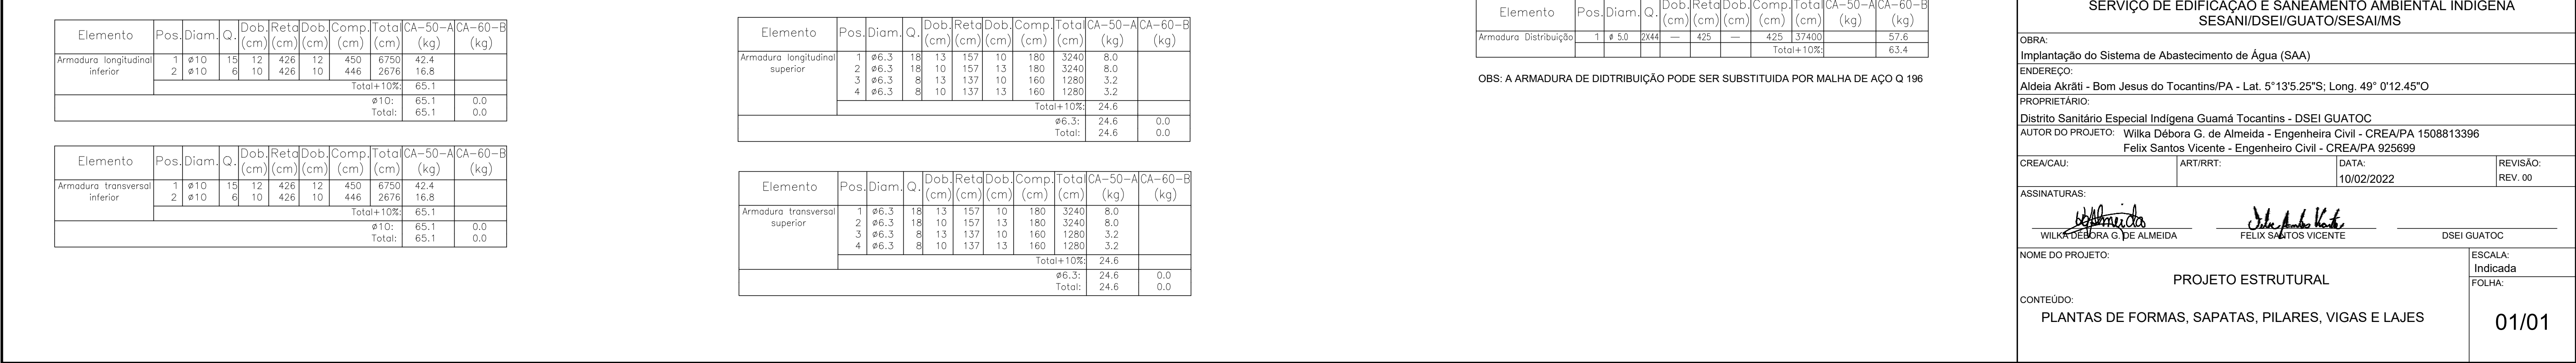 Elemento Pos. Diam. Q. Dob. (cm) Reta (cm) Dob. (cm) Comp. (cm) Total (cm) CA-50-A (kg) CA-60-B (kg)
Armadura longitudinal inferior 1 ø10 15 12 426 12 450 6750 42.4
2 ø10 6 10 426 10 446 2676 16.8
Total+10%: 65.1
ø10: 65.1 0.0
Total: 65.1 0.0
Elemento Pos. Diam. Q. Dob. (cm) Reta (cm) Dob. (cm) Comp. (cm) Total (cm) CA-50-A (kg) CA-60-B (kg)
Armadura transversal inferior 1 ø10 15 12 426 12 450 6750 42.4
2 ø10 6 10 426 10 446 2676 16.8
Total+10%: 65.1
ø10: 65.1 0.0
Total: 65.1 0.0
Elemento Pos. Diam. Q. Dob. (cm) Reta (cm) Dob. (cm) Comp. (cm) Total (cm) CA-50-A (kg) CA-60-B (kg)
Armadura longitudinal superior 1 ø6.3 18 13 157 10 180 3240 8.0
2 ø6.3 18 10 157 13 180 3240 8.0
3 ø6.3 8 13 137 10 160 1280 3.2
4 ø6.3 8 10 137 13 160 1280 3.2
Total+10%: 24.6
ø6.3: 24.6 0.0
Total: 24.6 0.0
Elemento Pos. Diam. Q. Dob. (cm) Reta (cm) Dob. (cm) Comp. (cm) Total (cm) CA-50-A (kg) CA-60-B (kg)
Armadura transversal superior 1 ø6.3 18 13 157 10 180 3240 8.0
2 ø6.3 18 10 157 13 180 3240 8.0
3 ø6.3 8 13 137 10 160 1280 3.2
4 ø6.3 8 10 137 13 160 1280 3.2
Total+10%: 24.6
ø6.3: 24.6 0.0
Total: 24.6 0.0
Elemento Pos. Diam. Q. Dob. (cm) Reta (cm) Dob. (cm) Comp. (cm) Total (cm) CA-50-A (kg) CA-60-B (kg)
Armadura Distribuição 1 ø 5.0 2X44 — 425 — 425 37400 57.6
Total+10%: 63.4
OBS: A ARMADURA DE DIDTRIBUIÇÃO PODE SER SUBSTITUIDA POR MALHA DE AÇO Q 196
SERVIÇO DE EDIFICAÇÃO E SANEAMENTO AMBIENTAL INDÍGENA
SESANI/DSEI/GUATO/SESAI/MS
OBRA:
Implantação do Sistema de Abastecimento de Água (SAA)
ENDEREÇO:
Aldeia Akrãti - Bom Jesus do Tocantins/PA - Lat. 5°13'5.25"S; Long. 49° 0'12.45"O
PROPRIETÁRIO:
Distrito Sanitário Especial Indígena Guamá Tocantins - DSEI GUATOC
AUTOR DO PROJETO: Wilka Débora G. de Almeida - Engenheira Civil - CREA/PA 1508813396
Felix Santos Vicente - Engenheiro Civil - CREA/PA 925699
CREA/CAU: ART/RRT: DATA: REVISÃO:
10/02/2022 REV. 00
ASSINATURAS:
WILKA DÉBORA G. DE ALMEIDA FELIX SANTOS VICENTE DSEI GUATOC
NOME DO PROJETO:
PROJETO ESTRUTURAL
ESCALA:
Indicada
CONTEÚDO:
PLANTAS DE FORMAS, SAPATAS, PILARES, VIGAS E LAJES
FOLHA:
01/01